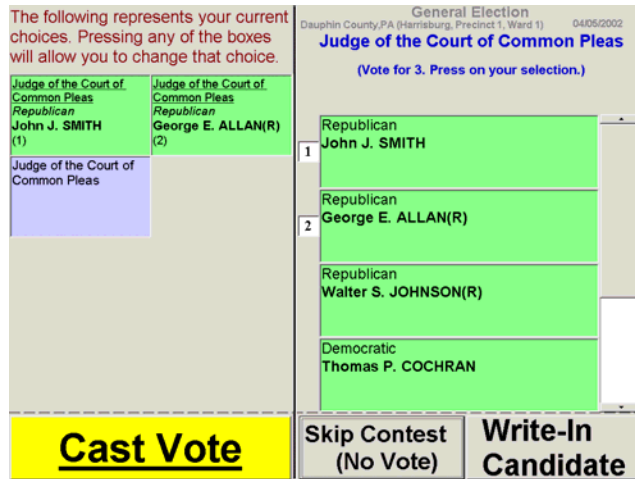 The following represents your current
choices. Pressing any of the boxes
will allow you to change that choice.
Judge of the Court of
Common Pleas
Republican
John J. SMITH
(1)
Judge of the Court of
Common Pleas
Republican
George E. ALLAN(R)
(2)
Judge of the Court of
Common Pleas
Cast Vote
General Election
Dauphin County,PA (Harrisburg, Precinct 1, Ward 1) 04/05/2002
Judge of the Court of Common Pleas
(Vote for 3. Press on your selection.)
1
Republican
John J. SMITH
2
Republican
George E. ALLAN(R)
Republican
Walter S. JOHNSON(R)
Democratic
Thomas P. COCHRAN
Skip Contest
(No Vote)
Write-In
Candidate